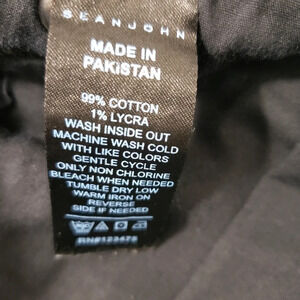 SEANJOHN
MADE IN
PAKISTAN
99% COTTON
1% LYCRA
WASH INSIDE OUT
MACHINE WASH COLD
WITH LIKE COLORS
GENTLE CYCLE
ONLY NON CHLORINE
BLEACH WHEN NEEDED
TUMBLE DRY LOW
WARM IRON ON
REVERSE
SIDE IF NEEDED